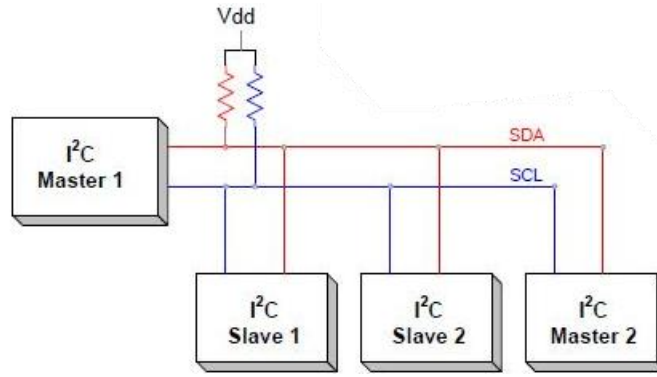 Vdd
I²C
Master 1
SDA
SCL
I²C
Slave 1
I²C
Slave 2
I²C
Master 2